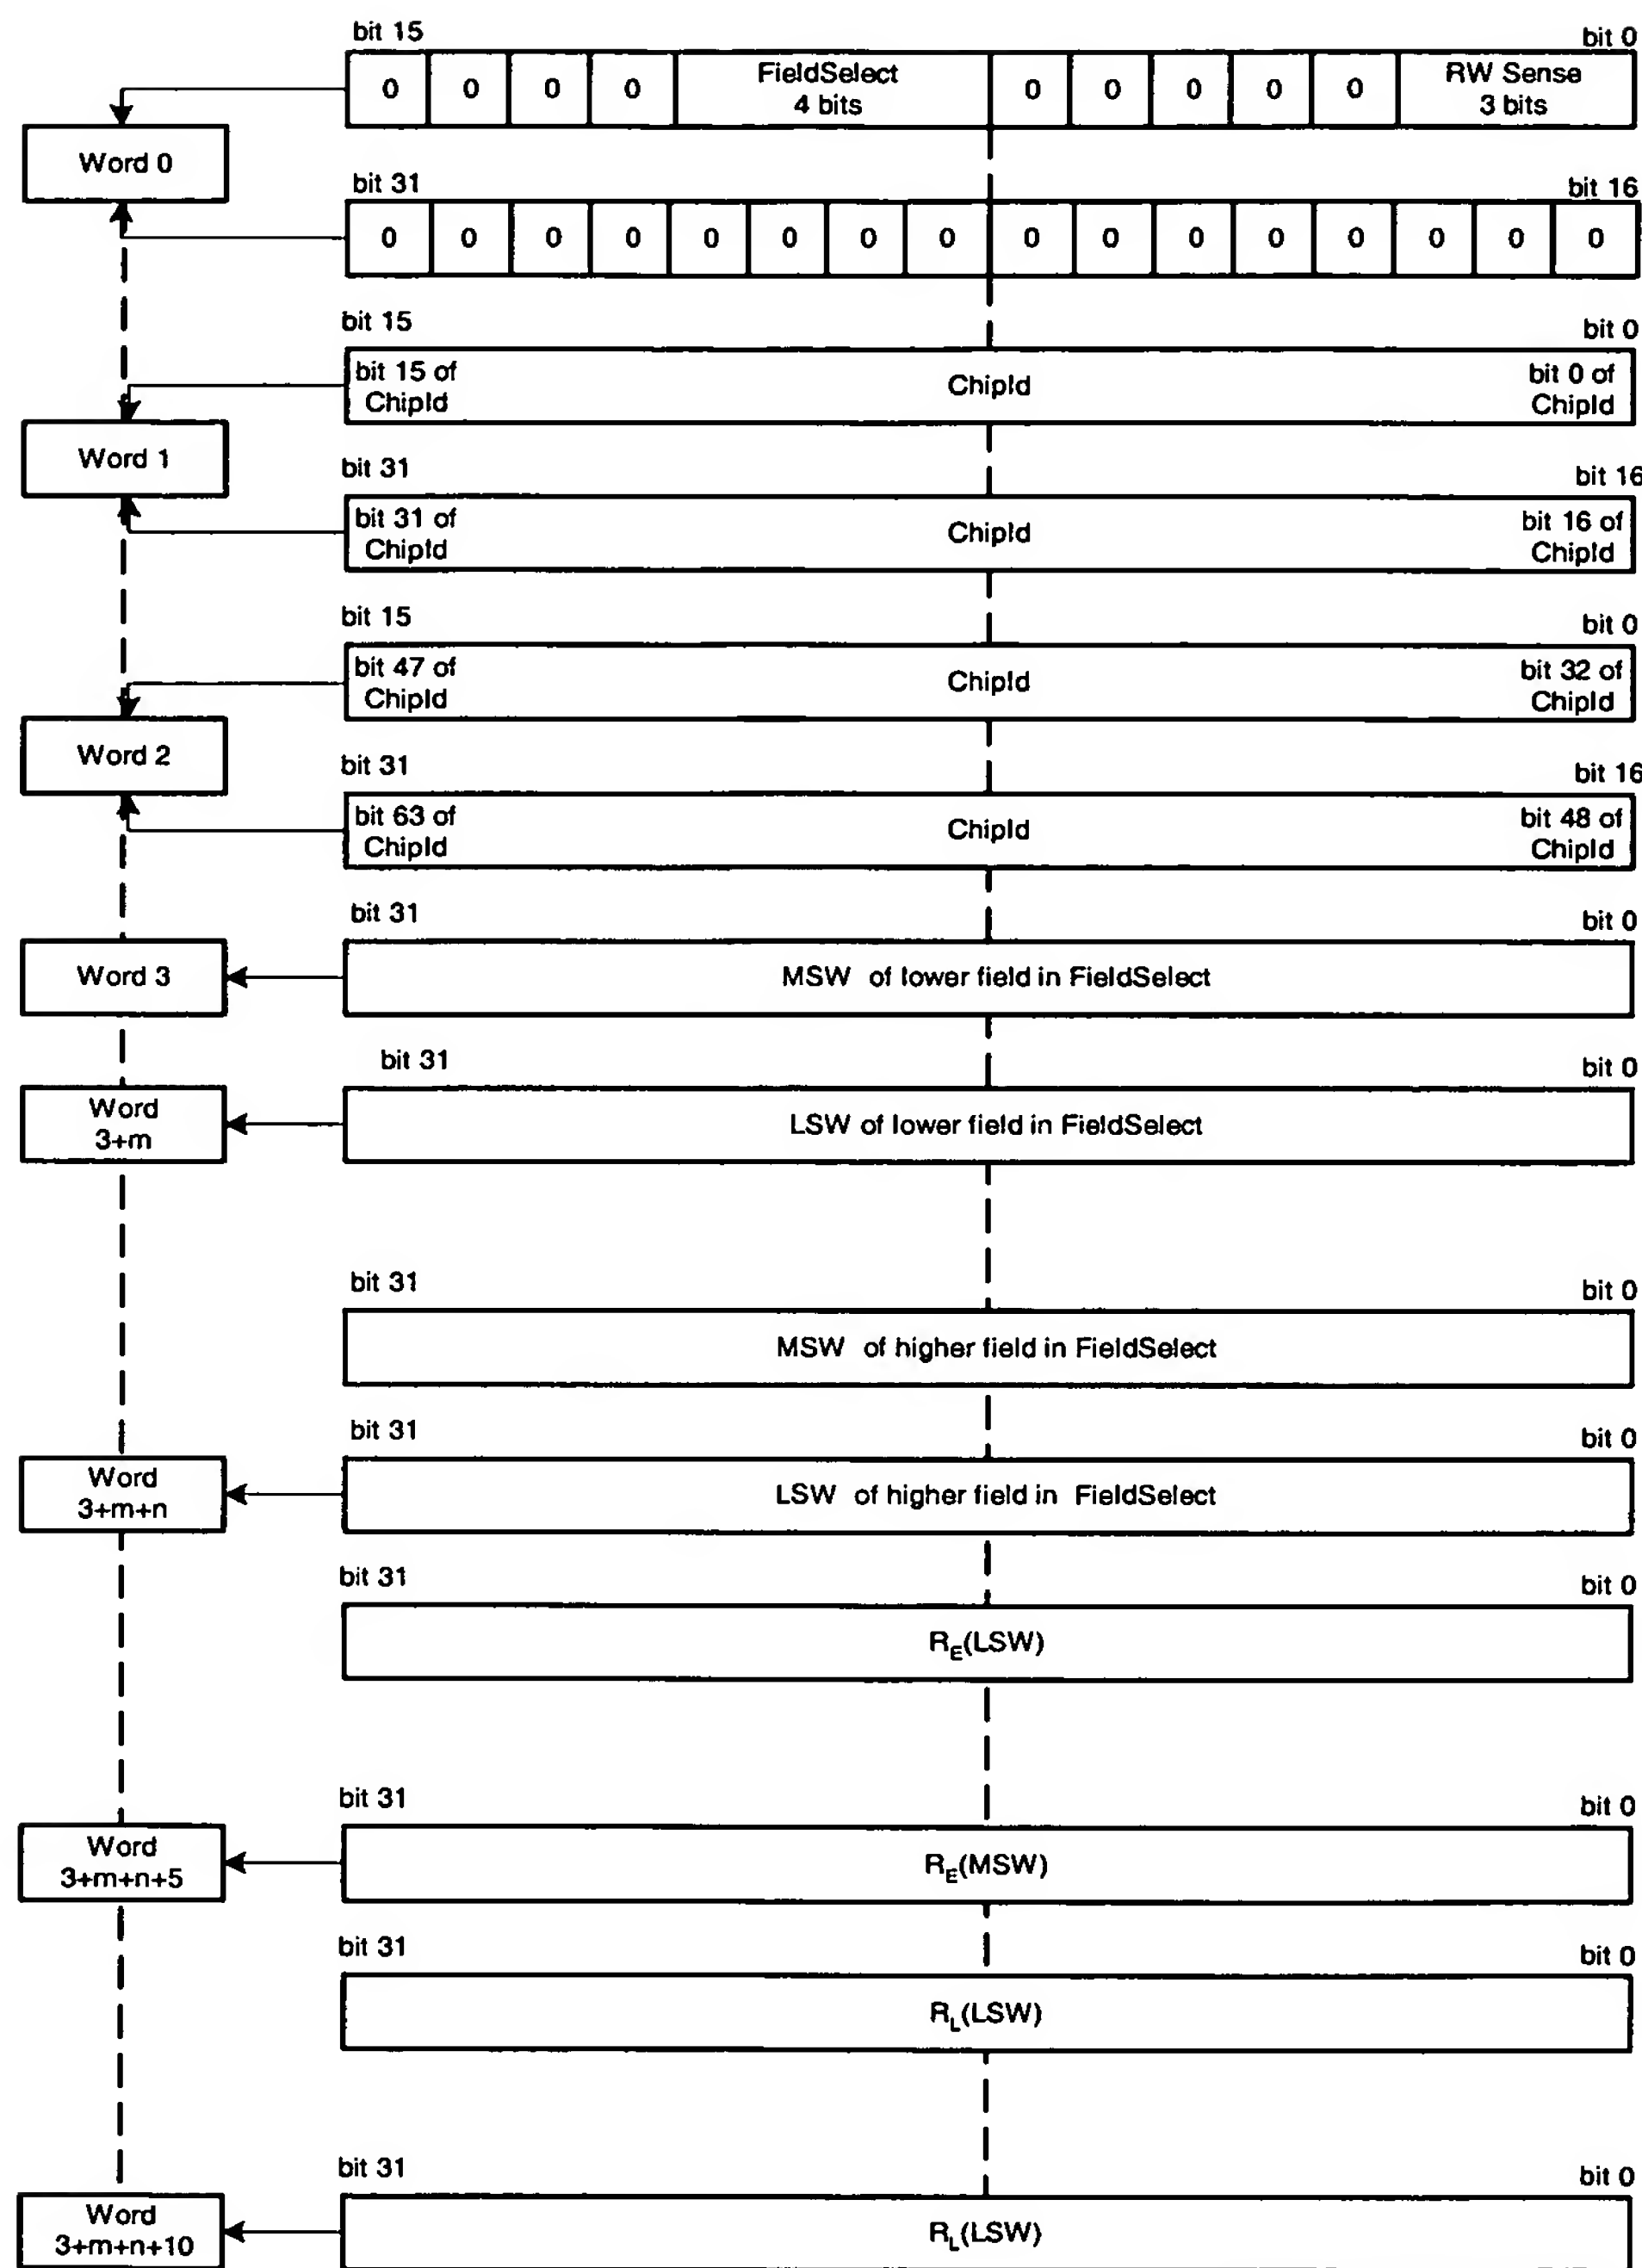 bit 15 bit 0
0 0 0 0 FieldSelect 4 bits 0 0 0 0 0 RW Sense 3 bits
Word 0
bit 31 bit 16
0 0 0 0 0 0 0 0 0 0 0 0 0 0 0 0
bit 15 bit 0
bit 15 of ChipId ChipId bit 0 of ChipId
Word 1
bit 31 bit 16
bit 31 of ChipId ChipId bit 16 of ChipId
bit 15 bit 0
bit 47 of ChipId ChipId bit 32 of ChipId
Word 2
bit 31 bit 16
bit 63 of ChipId ChipId bit 48 of ChipId
bit 31 bit 0
Word 3 MSW of lower field in FieldSelect
bit 31 bit 0
Word 3+m LSW of lower field in FieldSelect
bit 31 bit 0
MSW of higher field in FieldSelect
bit 31 bit 0
Word 3+m+n LSW of higher field in FieldSelect
bit 31 bit 0
RE(LSW)
bit 31 bit 0
Word 3+m+n+5 RE(MSW)
bit 31 bit 0
RL(LSW)
bit 31 bit 0
Word 3+m+n+10 RL(LSW)